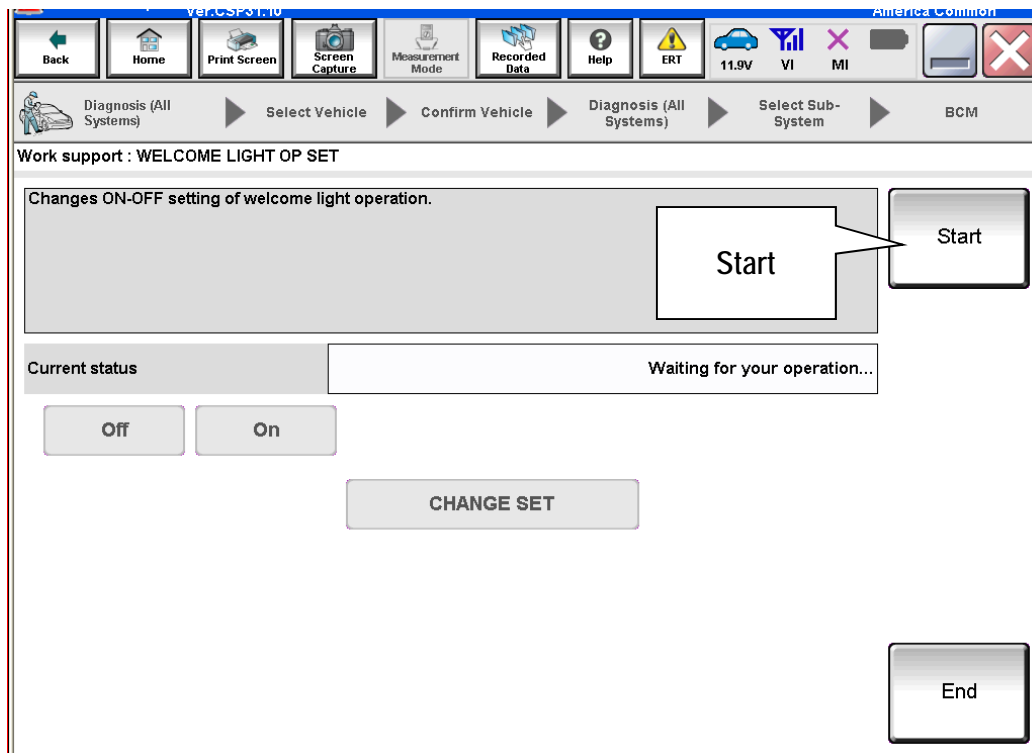 Ver.CSP31.10
America Common
Back
Home
Print Screen
Screen
Capture
Measurement
Mode
Recorded
Data
Help
ERT
11.9V
VI
MI
Diagnosis (All
Systems)
Select Vehicle
Confirm Vehicle
Diagnosis (All
Systems)
Select Sub-
System
BCM
Work support : WELCOME LIGHT OP SET
Changes ON-OFF setting of welcome light operation.
Start
Start
Current status
Waiting for your operation...
Off
On
CHANGE SET
End